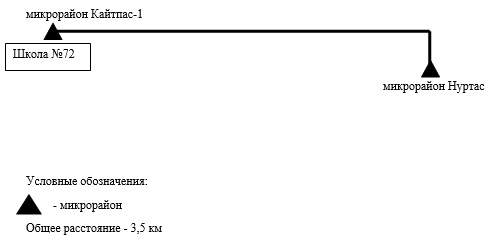 микрорайон Кайтпас-1
Школа №72
микрорайон Нуртас
Условные обозначения:
- микрорайон
Общее расстояние - 3,5 км